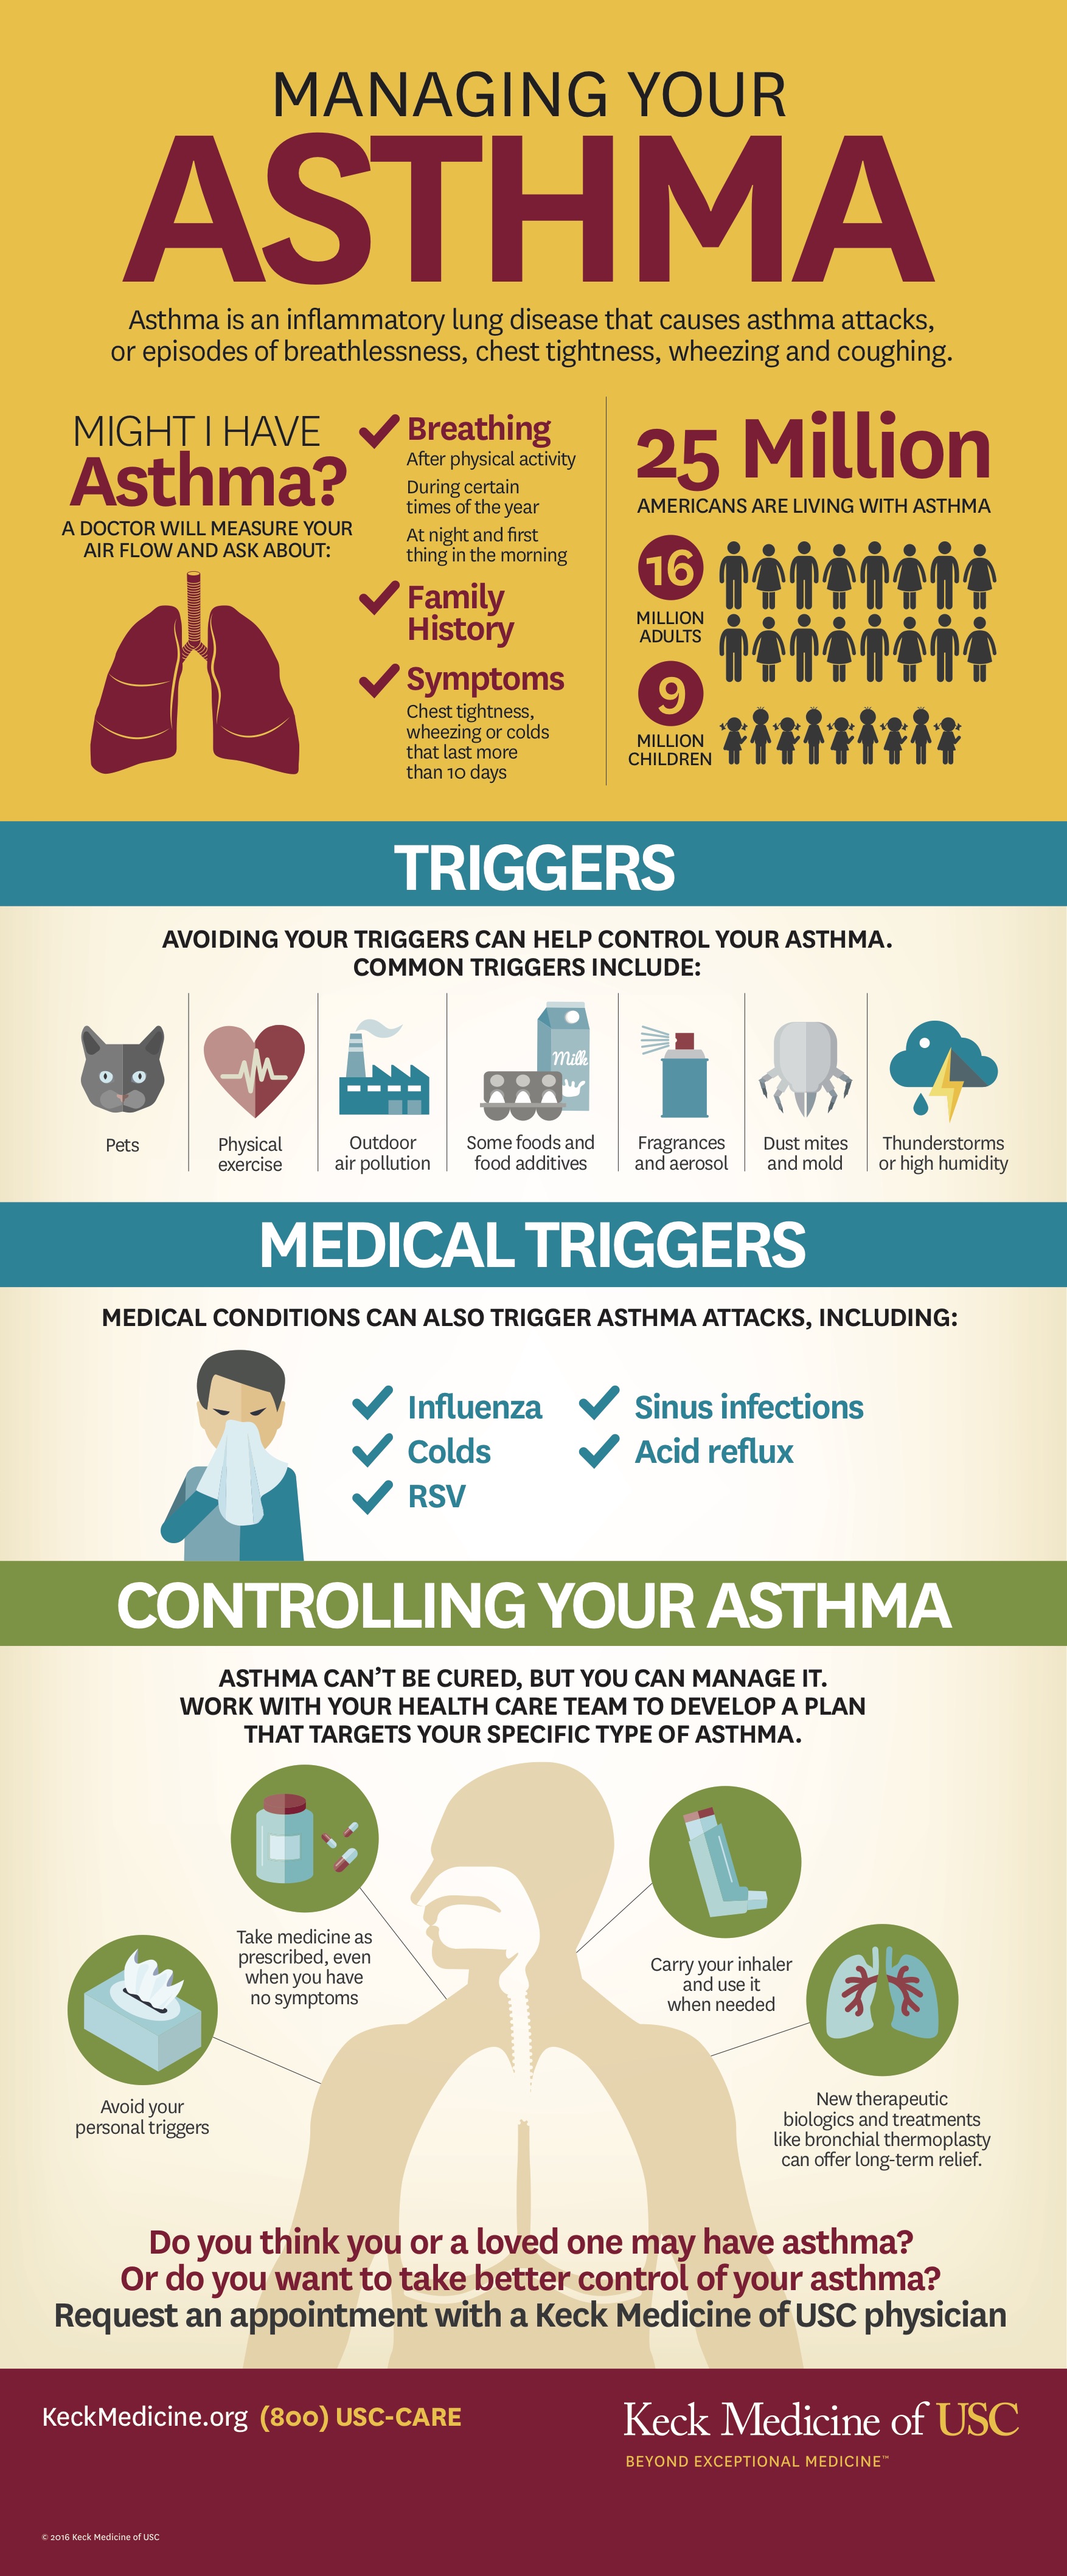 MANAGING YOUR
ASTHMA
Asthma is an inflammatory lung disease that causes asthma attacks,
or episodes of breathlessness, chest tightness, wheezing and coughing.
MIGHT I HAVE
Asthma?
A DOCTOR WILL MEASURE YOUR
AIR FLOW AND ASK ABOUT:
Breathing
After physical activity
During certain
times of the year
At night and first
thing in the morning
Family
History
Symptoms
Chest tightness,
wheezing or colds
that last more
than 10 days
25 Million
AMERICANS ARE LIVING WITH ASTHMA
16
MILLION
ADULTS
9
MILLION
CHILDREN
TRIGGERS
AVOIDING YOUR TRIGGERS CAN HELP CONTROL YOUR ASTHMA.
COMMON TRIGGERS INCLUDE:
Pets
Physical
exercise
Outdoor
air pollution
Milk
Some foods and
food additives
Fragrances
and aerosol
Dust mites
and mold
Thunderstorms
or high humidity
MEDICAL TRIGGERS
MEDICAL CONDITIONS CAN ALSO TRIGGER ASTHMA ATTACKS, INCLUDING:
Influenza
Colds
RSV
Sinus infections
Acid reflux
CONTROLLING YOUR ASTHMA
ASTHMA CAN’T BE CURED, BUT YOU CAN MANAGE IT.
WORK WITH YOUR HEALTH CARE TEAM TO DEVELOP A PLAN
THAT TARGETS YOUR SPECIFIC TYPE OF ASTHMA.
Avoid your
personal triggers
Take medicine as
prescribed, even
when you have
no symptoms
Carry your inhaler
and use it
when needed
New therapeutic
biologics and treatments
like bronchial thermoplasty
can offer long-term relief.
Do you think you or a loved one may have asthma?
Or do you want to take better control of your asthma?
Request an appointment with a Keck Medicine of USC physician
KeckMedicine.org (800) USC-CARE
Keck Medicine of USC
BEYOND EXCEPTIONAL MEDICINE™
© 2016 Keck Medicine of USC